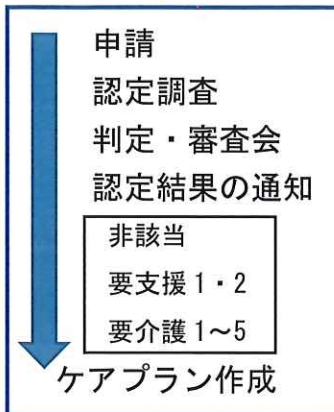 申請
認定調査
判定・審査会
認定結果の通知
非該当
要支援1・2
要介護1～5
ケアプラン作成